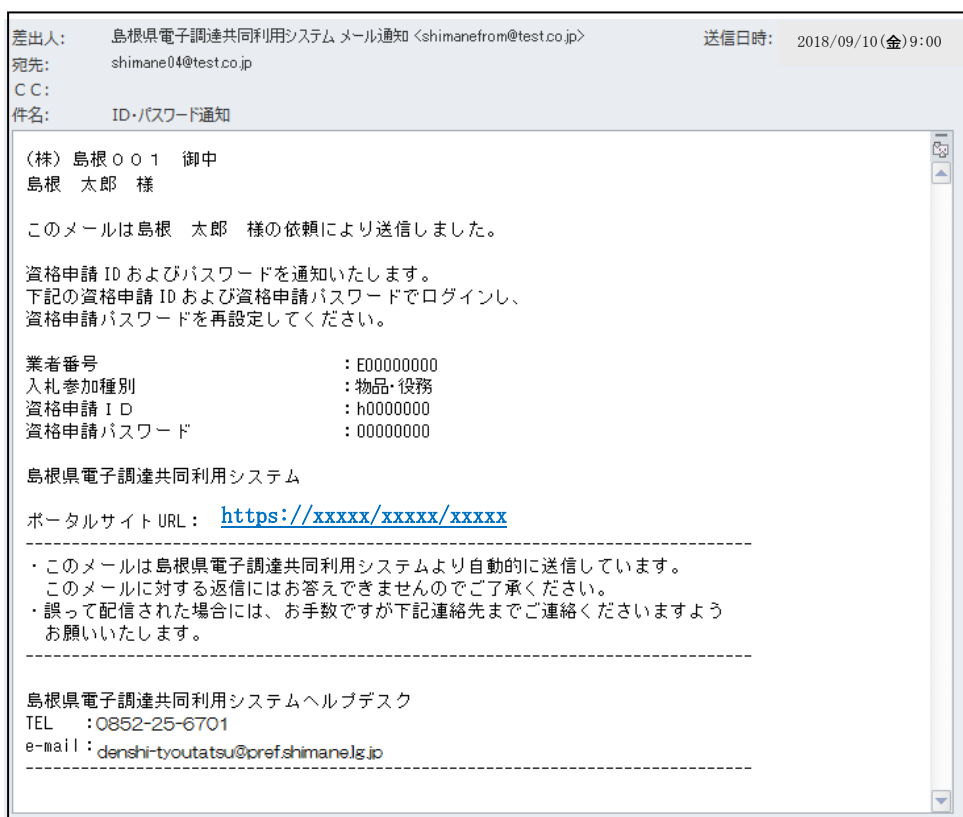 差出人: 島根県電子調達共同利用システム メール通知 <shimanefrom@test.co.jp> 送信日時: 2018/09/10(金)9:00
宛先: shimane04@test.co.jp
CC:
件名: ID・パスワード通知
(株)島根００１ 御中
島根 太郎 様
このメールは島根 太郎 様の依頼により送信しました。
資格申請IDおよびパスワードを通知いたします。
下記の資格申請IDおよび資格申請パスワードでログインし、
資格申請パスワードを再設定してください。
業者番号 ：E00000000
入札参加種別 ：物品・役務
資格申請ＩＤ ：h0000000
資格申請パスワード ：00000000
島根県電子調達共同利用システム
ポータルサイトURL： https://xxxxx/xxxxx/xxxxx
--------------------------------------------------------------------------------
・このメールは島根県電子調達共同利用システムより自動的に送信しています。
このメールに対する返信にはお答えできませんのでご了承ください。
・誤って配信された場合には、お手数ですが下記連絡先までご連絡くださいますよう
お願いいたします。
--------------------------------------------------------------------------------
島根県電子調達共同利用システムヘルプデスク
TEL ：0852-25-6701
e-mail：denshi-tyoutatsu@pref.shimane.lg.jp
--------------------------------------------------------------------------------